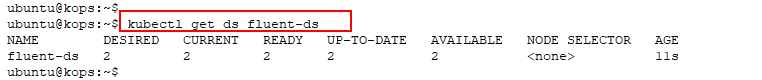 ubuntu@kops:~$
ubuntu@kops:~$ kubectl get ds fluent-ds
NAME DESIRED CURRENT READY UP-TO-DATE AVAILABLE NODE SELECTOR AGE
fluent-ds 2 2 2 2 2 <none> 11s
ubuntu@kops:~$